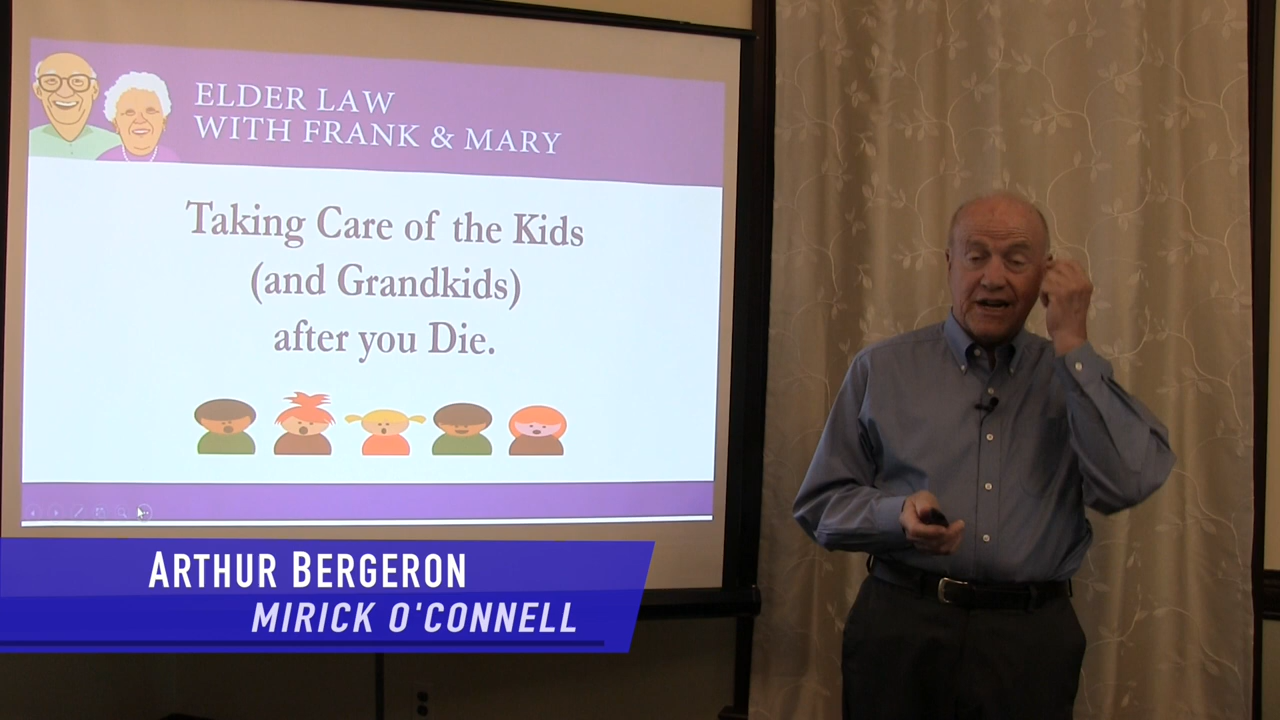 ELDER LAW
WITH FRANK & MARY
Taking Care of the Kids
(and Grandkids)
after you Die.
ARTHUR BERGERON
MIRICK O'CONNELL